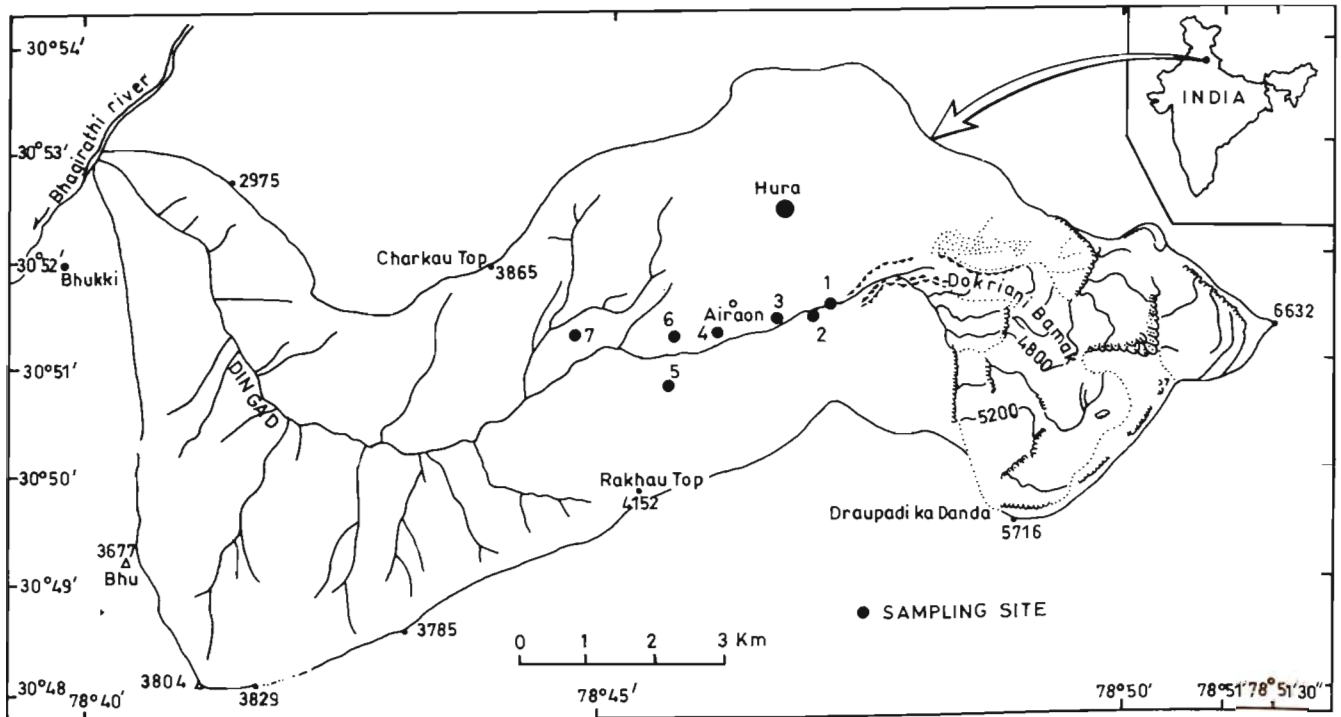 30°54'
INDIA
Bhagirathi river
30°53'
2975
Hura
30°52'
Bhukki
Charkau Top
3865
Dokriani Bamak
1
Airaon
3
2
4
6
7
6632
4800
30°51'
5
DINGAD
5200
30°50'
Rakhau Top
4152
Draupadi ka Danda
5716
3677
Bhu
30°49'
SAMPLING SITE
3785
0 1 2 3 Km
30°48
3804
3829
78°40'
78°45'
78°50'
78°51'
78°51'30"